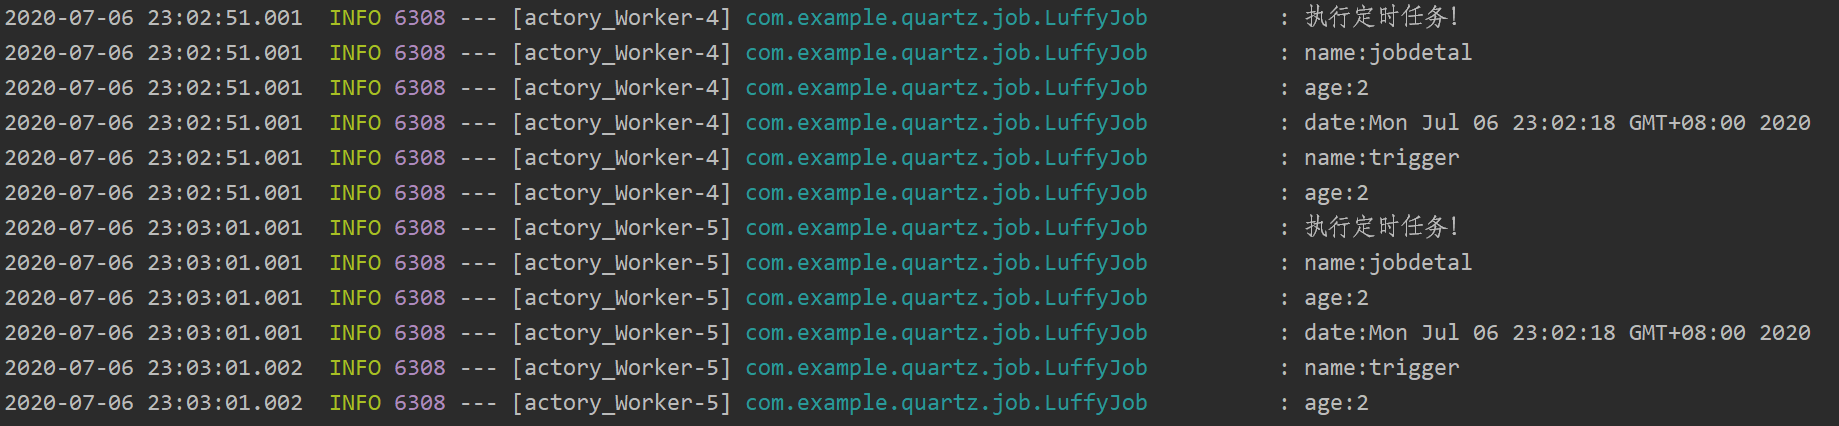 2020-07-06 23:02:51.001  INFO 6308 --- [actory_Worker-4] com.example.quartz.job.LuffyJob          : 执行定时任务!
2020-07-06 23:02:51.001  INFO 6308 --- [actory_Worker-4] com.example.quartz.job.LuffyJob          : name:jobdetal
2020-07-06 23:02:51.001  INFO 6308 --- [actory_Worker-4] com.example.quartz.job.LuffyJob          : age:2
2020-07-06 23:02:51.001  INFO 6308 --- [actory_Worker-4] com.example.quartz.job.LuffyJob          : date:Mon Jul 06 23:02:18 GMT+08:00 2020
2020-07-06 23:02:51.001  INFO 6308 --- [actory_Worker-4] com.example.quartz.job.LuffyJob          : name:trigger
2020-07-06 23:02:51.001  INFO 6308 --- [actory_Worker-4] com.example.quartz.job.LuffyJob          : age:2
2020-07-06 23:03:01.001  INFO 6308 --- [actory_Worker-5] com.example.quartz.job.LuffyJob          : 执行定时任务!
2020-07-06 23:03:01.001  INFO 6308 --- [actory_Worker-5] com.example.quartz.job.LuffyJob          : name:jobdetal
2020-07-06 23:03:01.001  INFO 6308 --- [actory_Worker-5] com.example.quartz.job.LuffyJob          : age:2
2020-07-06 23:03:01.001  INFO 6308 --- [actory_Worker-5] com.example.quartz.job.LuffyJob          : date:Mon Jul 06 23:02:18 GMT+08:00 2020
2020-07-06 23:03:01.002  INFO 6308 --- [actory_Worker-5] com.example.quartz.job.LuffyJob          : name:trigger
2020-07-06 23:03:01.002  INFO 6308 --- [actory_Worker-5] com.example.quartz.job.LuffyJob          : age:2